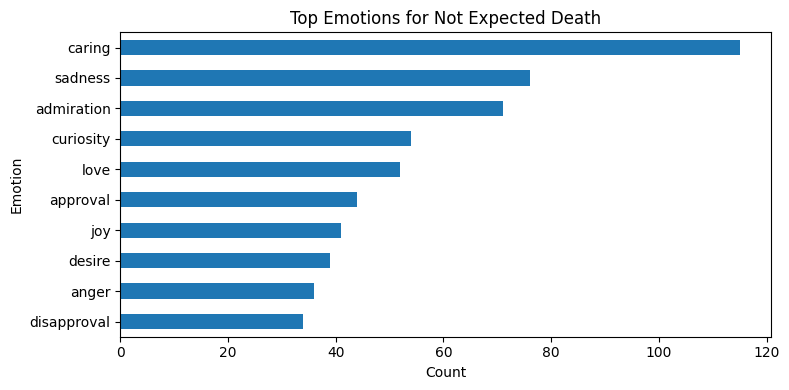 Top Emotions for Not Expected Death
Emotion
caring
sadness
admiration
curiosity
love
approval
joy
desire
anger
disapproval
0 20 40 60 80 100 120
Count